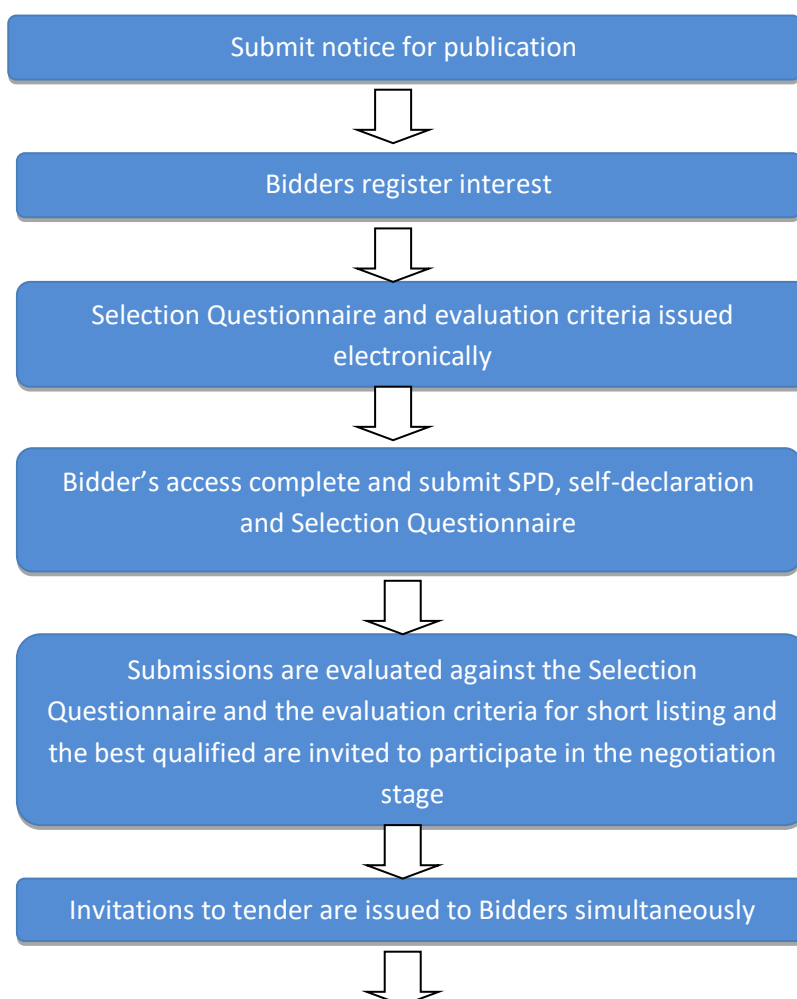 Submit notice for publication
Bidders register interest
Selection Questionnaire and evaluation criteria issued
electronically
Bidder’s access complete and submit SPD, self-declaration
and Selection Questionnaire
Submissions are evaluated against the Selection
Questionnaire and the evaluation criteria for short listing and
the best qualified are invited to participate in the negotiation
stage
Invitations to tender are issued to Bidders simultaneously